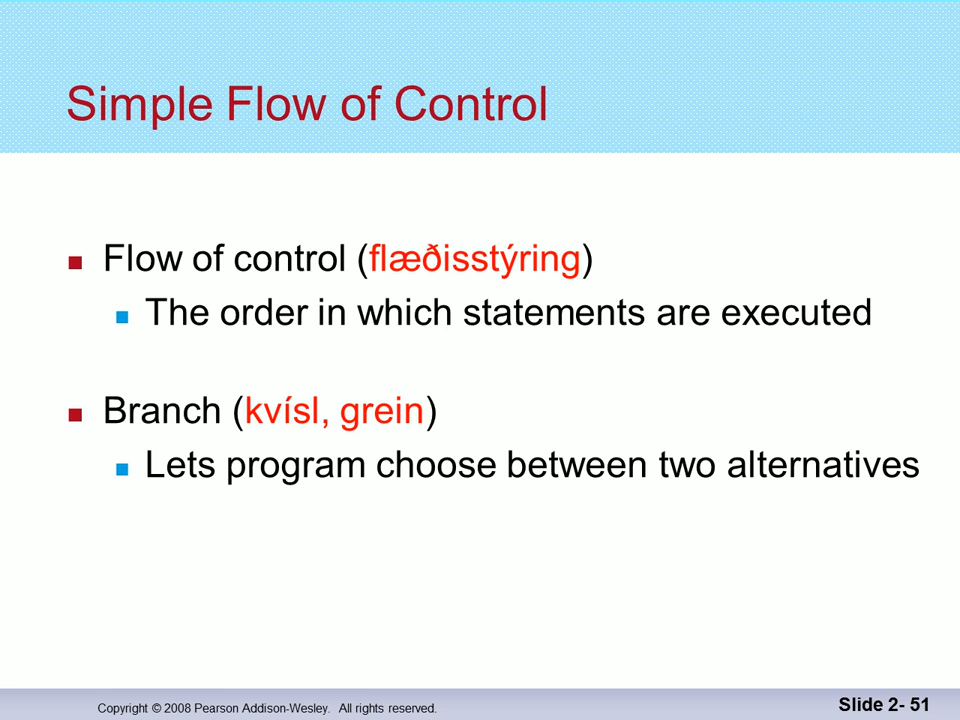 Simple Flow of Control
Flow of control (flæðisstýring)
The order in which statements are executed
Branch (kvísl, grein)
Lets program choose between two alternatives
Copyright © 2008 Pearson Addison-Wesley. All rights reserved.
Slide 2- 51